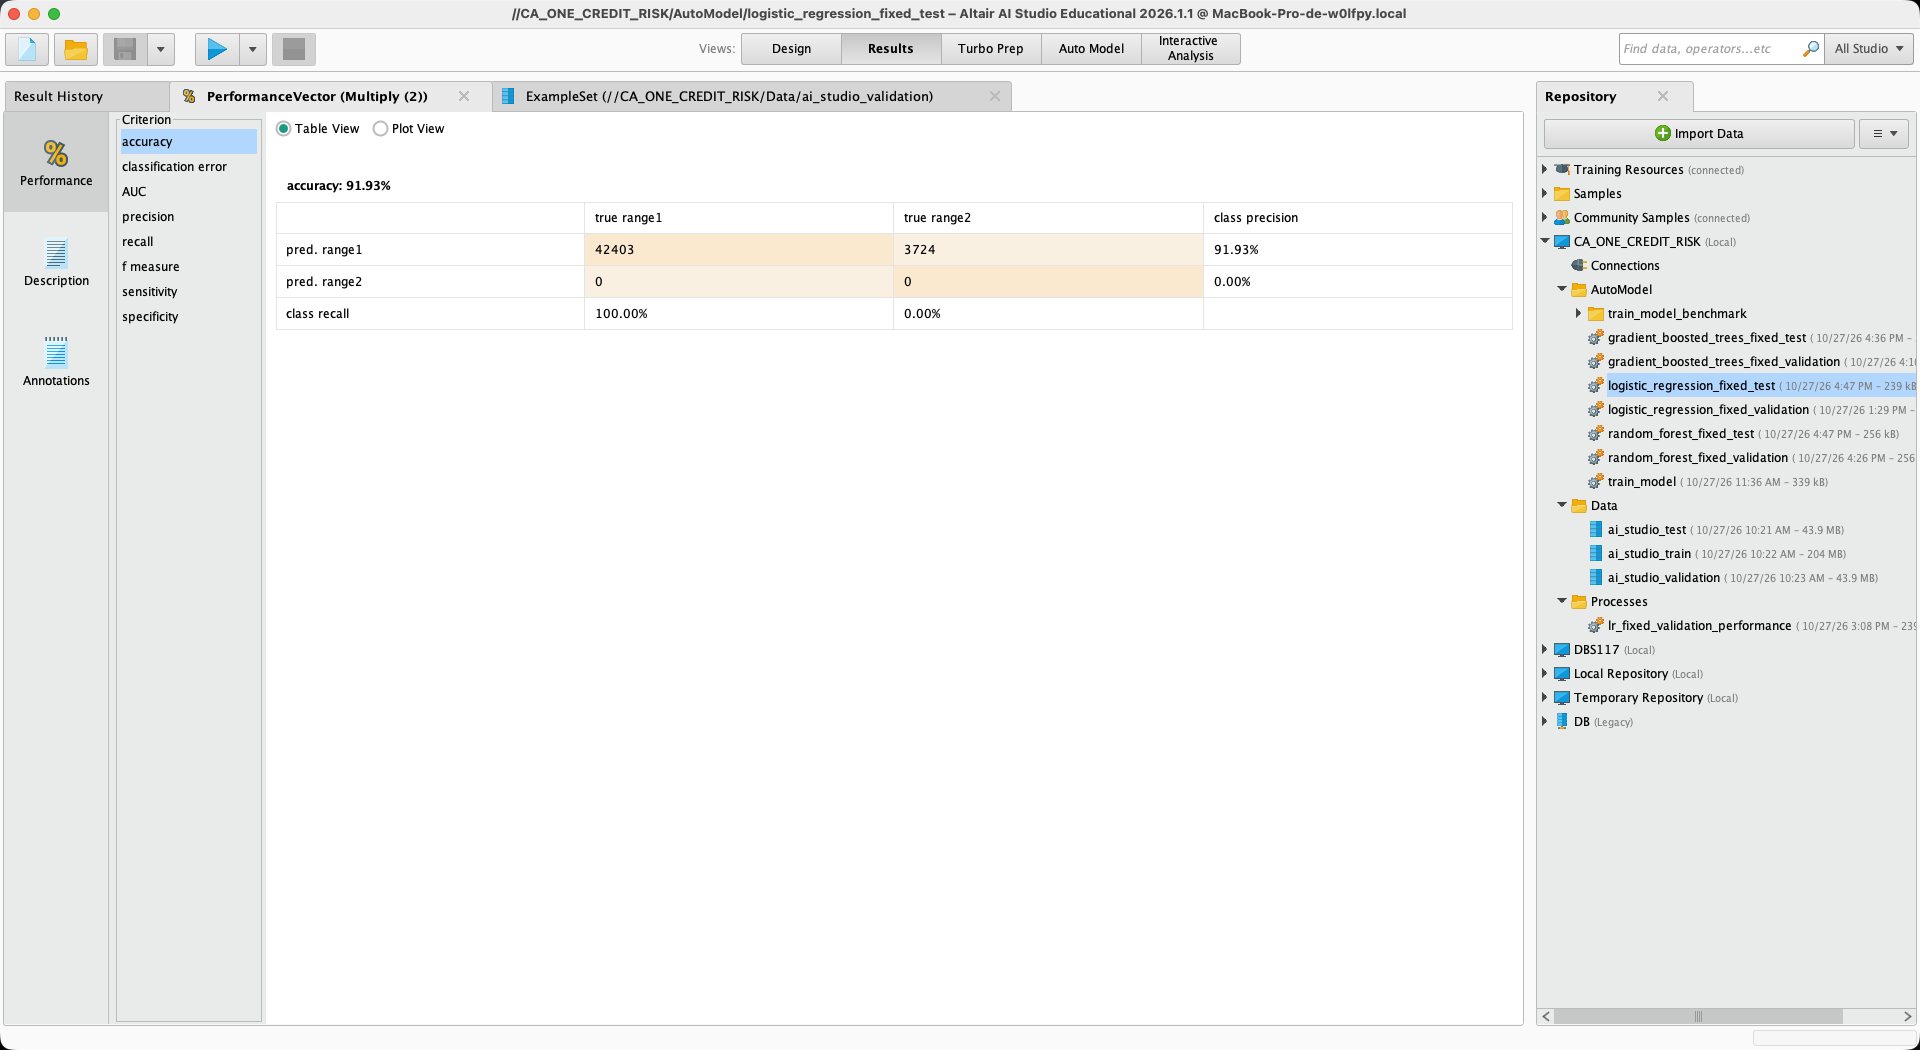 //CA_ONE_CREDIT_RISK/AutoModel/logistic_regression_fixed_test – Altair AI Studio Educational 2026.1.1 @ MacBook-Pro-de-w0lfpy.local
Views: Design Results Turbo Prep Auto Model Interactive Analysis
Find data, operators...etc All Studio
Result History PerformanceVector (Multiply (2)) ExampleSet (//CA_ONE_CREDIT_RISK/Data/ai_studio_validation)
Performance
Description
Annotations
Criterion
accuracy
classification error
AUC
precision
recall
f measure
sensitivity
specificity
Table View Plot View
accuracy: 91.93%
true range1 true range2 class precision
pred. range1 42403 3724 91.93%
pred. range2 0 0 0.00%
class recall 100.00% 0.00%
Repository
Import Data
Training Resources (connected)
Samples
Community Samples (connected)
CA_ONE_CREDIT_RISK (Local)
Connections
AutoModel
train_model_benchmark
gradient_boosted_trees_fixed_test ( 10/27/26 4:36 PM –
gradient_boosted_trees_fixed_validation ( 10/27/26 4:1
logistic_regression_fixed_test ( 10/27/26 4:47 PM – 239 kB
logistic_regression_fixed_validation ( 10/27/26 1:29 PM –
random_forest_fixed_test ( 10/27/26 4:47 PM – 256 kB)
random_forest_fixed_validation ( 10/27/26 4:26 PM – 256
train_model ( 10/27/26 11:36 AM – 339 kB)
Data
ai_studio_test ( 10/27/26 10:21 AM – 43.9 MB)
ai_studio_train ( 10/27/26 10:22 AM – 204 MB)
ai_studio_validation ( 10/27/26 10:23 AM – 43.9 MB)
Processes
lr_fixed_validation_performance ( 10/27/26 3:08 PM – 239
DBS117 (Local)
Local Repository (Local)
Temporary Repository (Local)
DB (Legacy)